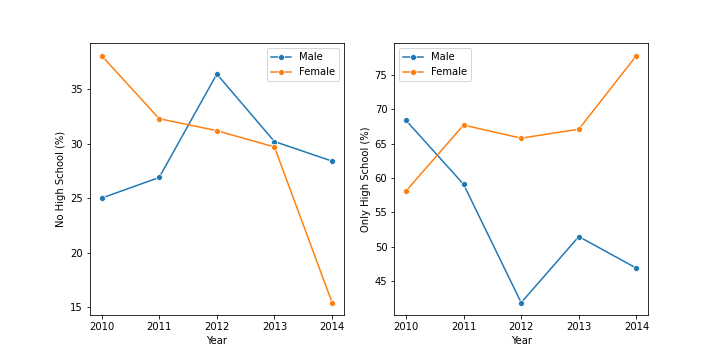 No High School (%)
35
30
25
20
15
2010 2011 2012 2013 2014
Year
Male
Female
Only High School (%)
75
70
65
60
55
50
45
2010 2011 2012 2013 2014
Year
Male
Female